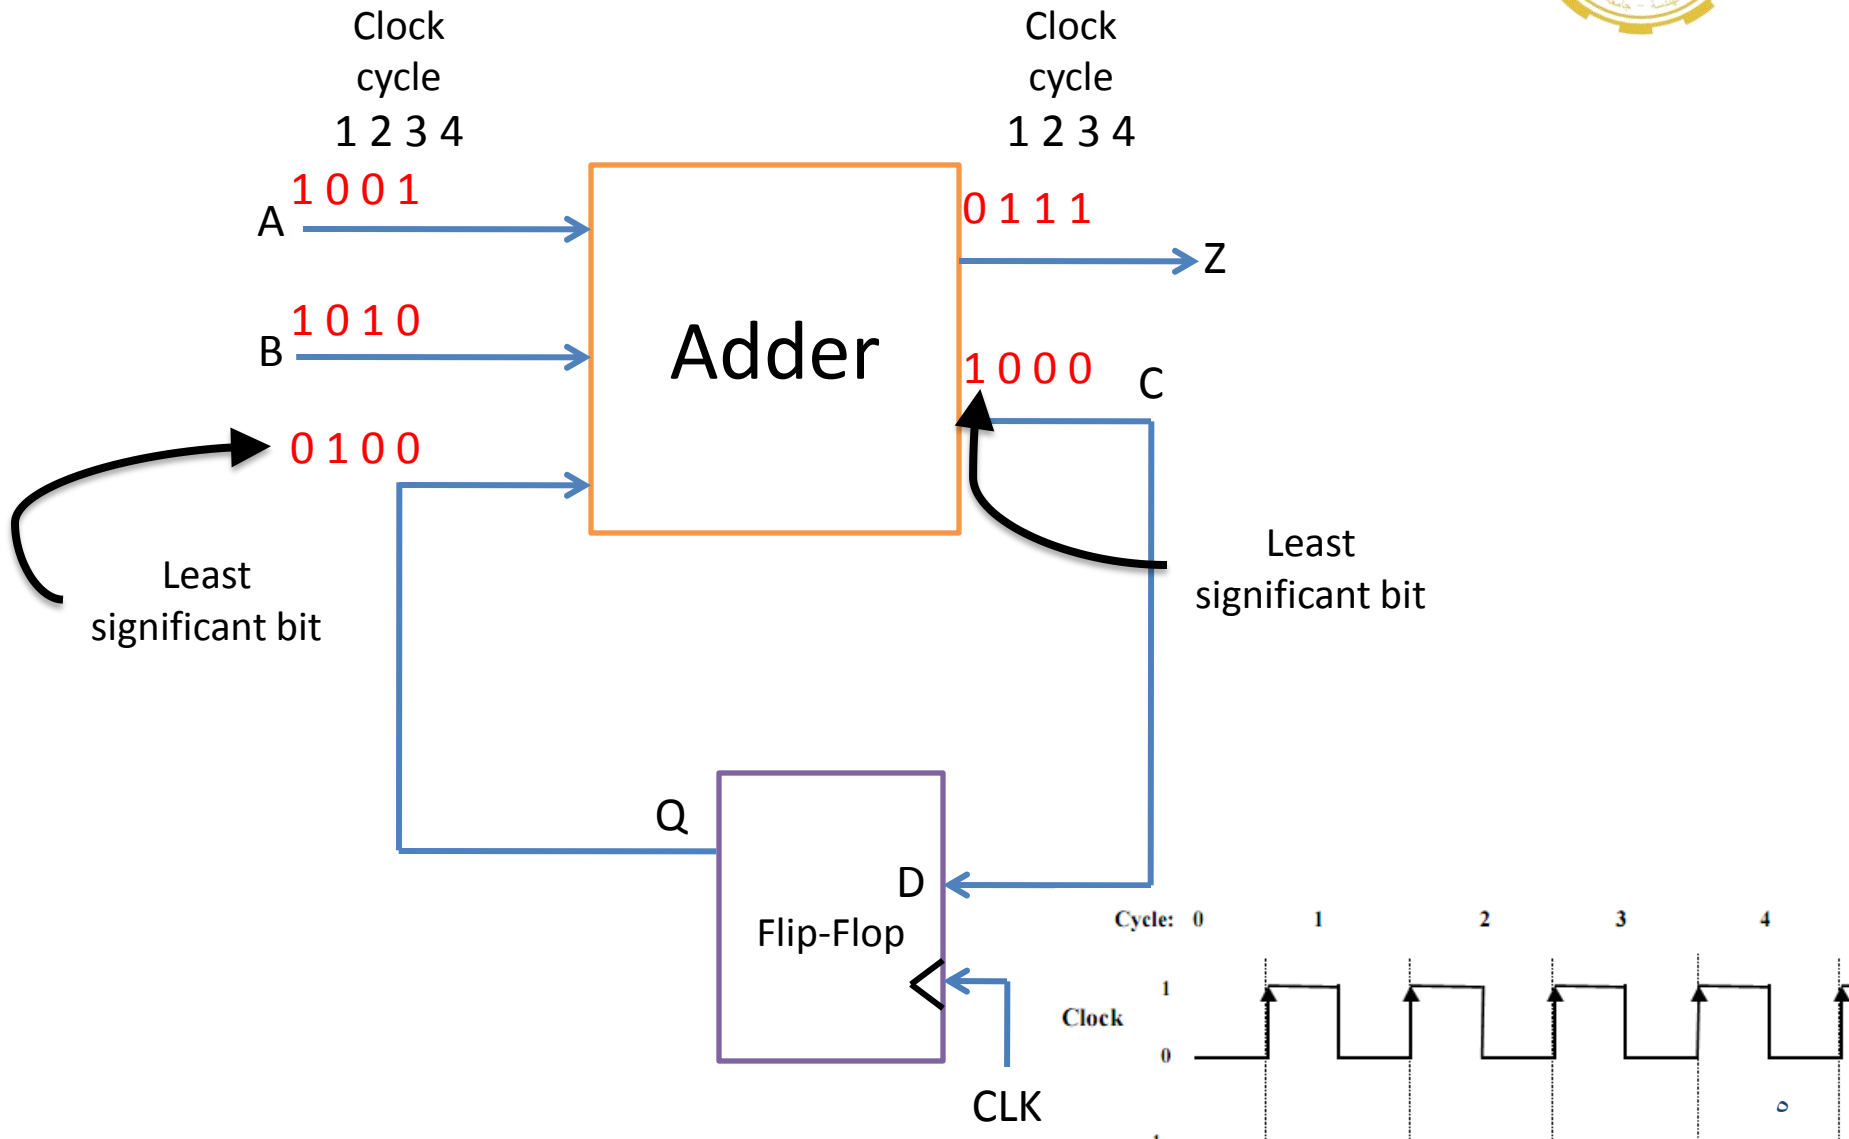 Clock
cycle
1 2 3 4
Clock
cycle
1 2 3 4
A
1 0 0 1
0 1 1 1
Z
B
1 0 1 0
Adder
1 0 0 0
C
0 1 0 0
Least
significant bit
Least
significant bit
Q
D
Flip-Flop
CLK
Cycle: 0 1 2 3 4
1
Clock
0